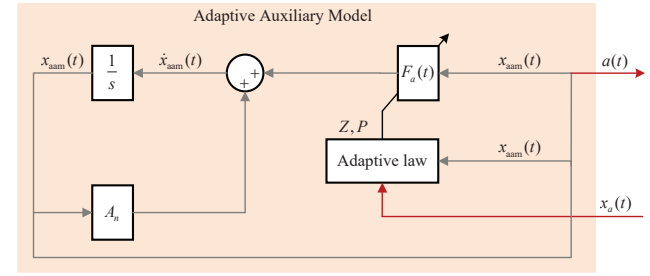 Adaptive Auxiliary Model
x_aam(t)
1/s
ẋ_aam(t)
+
+
F_a(t)
x_aam(t)
a(t)
Z, P
Adaptive law
x_aam(t)
A_n
x_a(t)